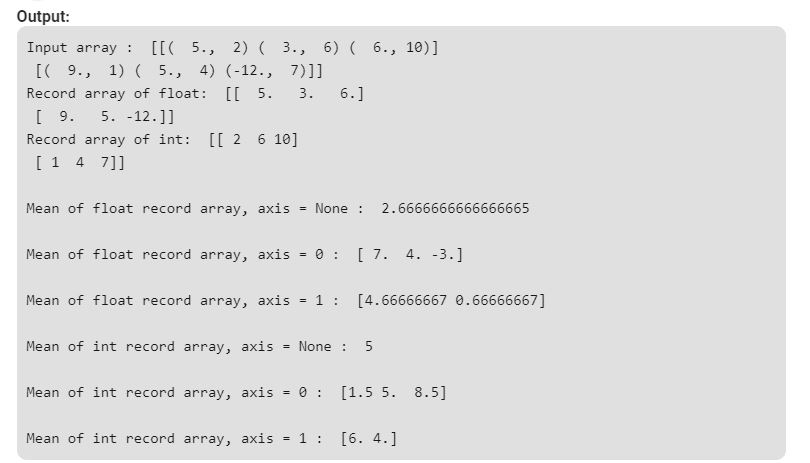 Output:
Input array :  [[(  5.,  2) (  3.,  6) (  6., 10)]
 [(  9.,  1) (  5.,  4) (-12.,  7)]]
Record array of float:  [[  5.   3.   6.]
 [  9.   5. -12.]]
Record array of int:  [[ 2  6 10]
 [ 1  4  7]]
Mean of float record array, axis = None :  2.6666666666666665
Mean of float record array, axis = 0 :  [ 7.  4. -3.]
Mean of float record array, axis = 1 :  [4.66666667 0.66666667]
Mean of int record array, axis = None :  5
Mean of int record array, axis = 0 :  [1.5 5.  8.5]
Mean of int record array, axis = 1 :  [6. 4.]